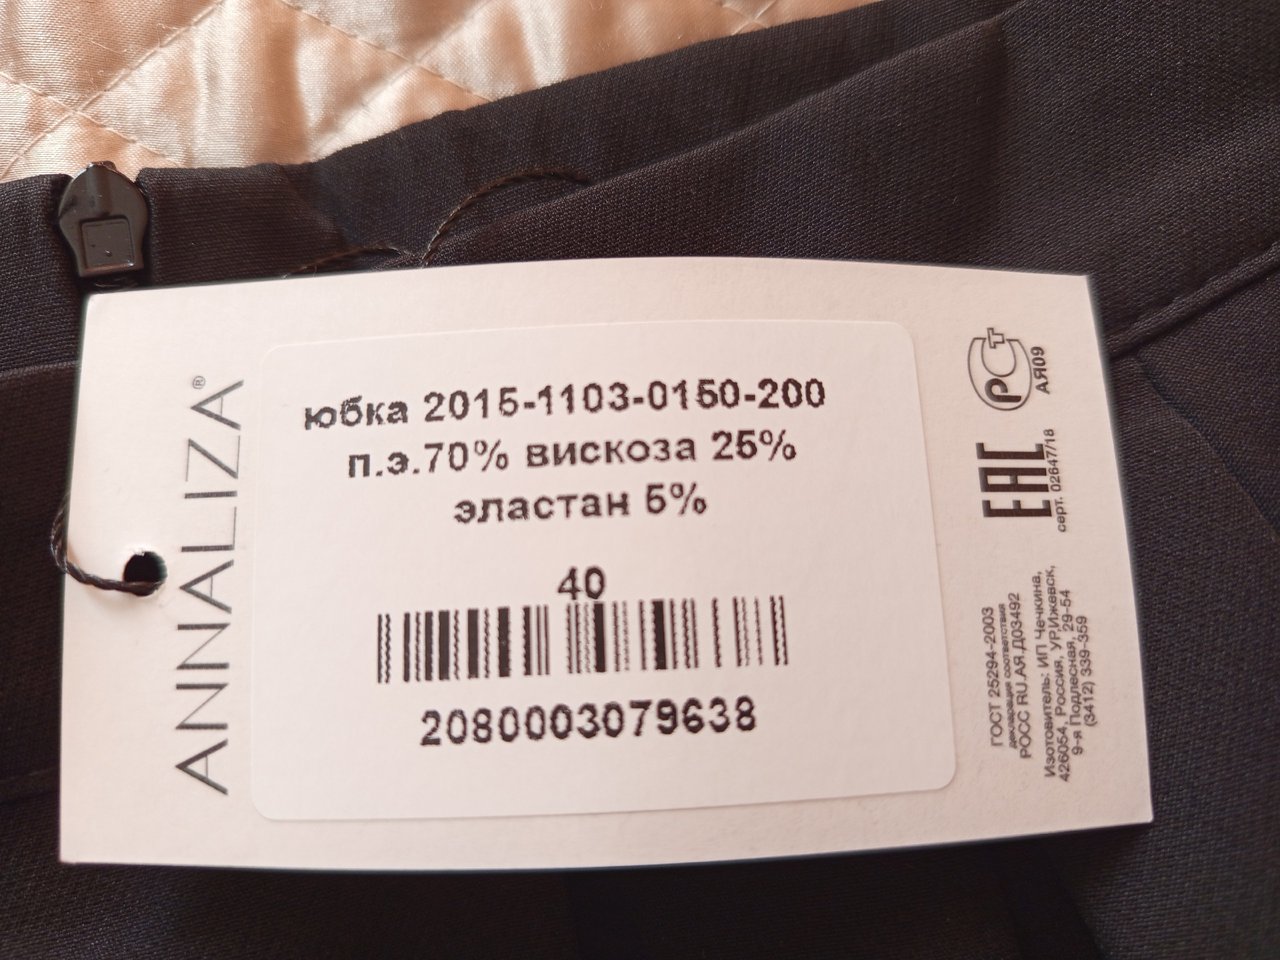 ANNALIZA®
юбка 2015-1103-0150-200
п.э.70% вискоза 25%
эластан 5%
40
2080003079638
РСТ
АЯ09
ЕАС
серт. 02647/18
ГОСТ 25294-2003
декларация соответствия
РОСС RU.АЯ.Д03492
Изготовитель: ИП Чечкина,
426054, Россия, УР,Ижевск,
9-я Подлесная, 29-54
(3412) 339-359